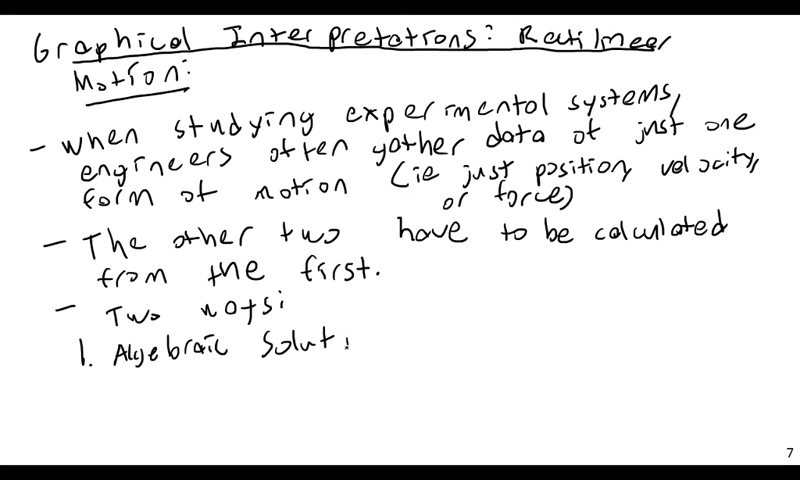 Graphical Interpretations: Rectilinear
Motion:
- When studying experimental systems,
engineers often gather data of just one
form of motion (ie just position, velocity,
or force)
- The other two have to be calculated
from the first.
- Two
1. Algebraic Solut
7